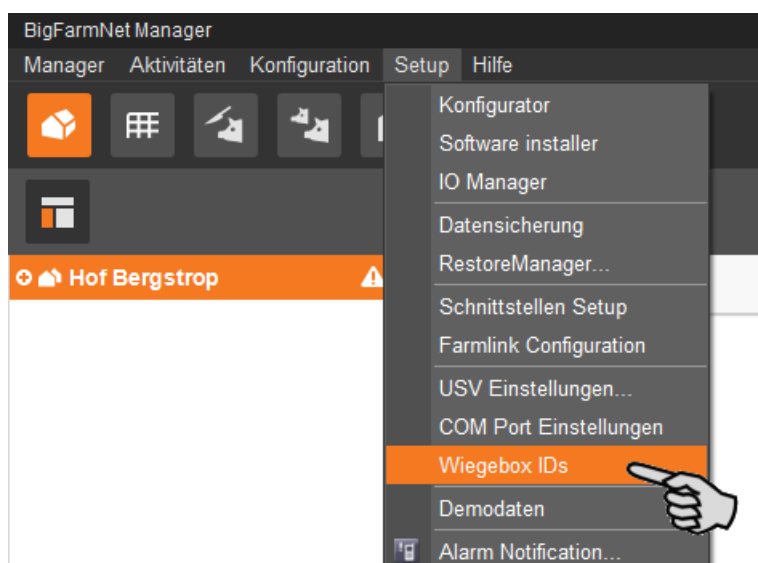 BigFarmNet Manager
Manager Aktivitäten Konfiguration Setup Hilfe
Konfigurator
Software installer
IO Manager
Datensicherung
RestoreManager...
Hof Bergstrop
Schnittstellen Setup
Farmlink Configuration
USV Einstellungen...
COM Port Einstellungen
Wiegebox IDs
Demodaten
Alarm Notification...